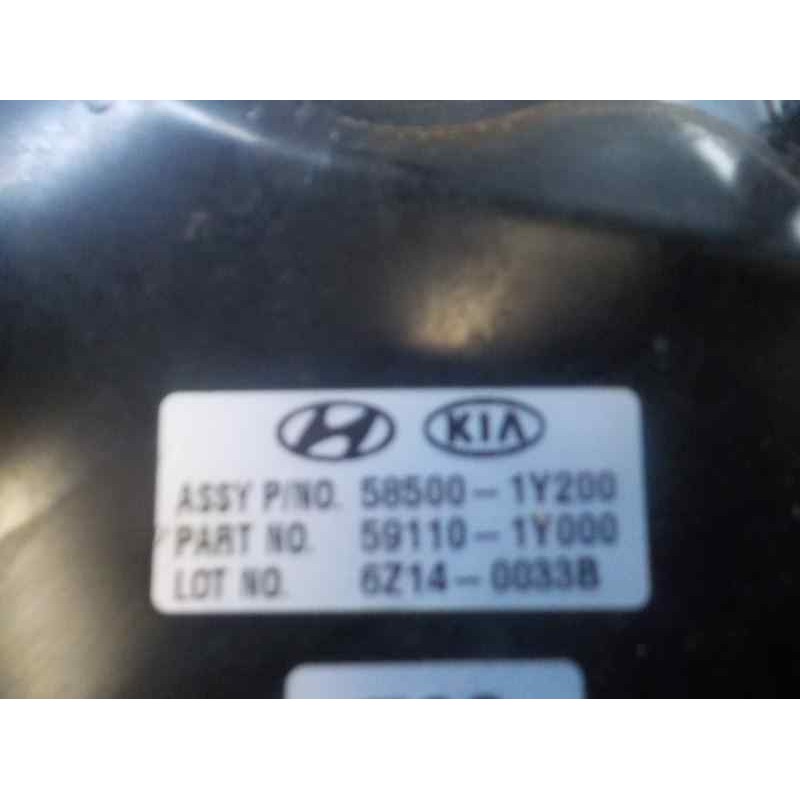 KIA
ASSY P/NO. 58500-1Y200
PART NO. 59110-1Y000
LOT NO. 6Z14-0033B